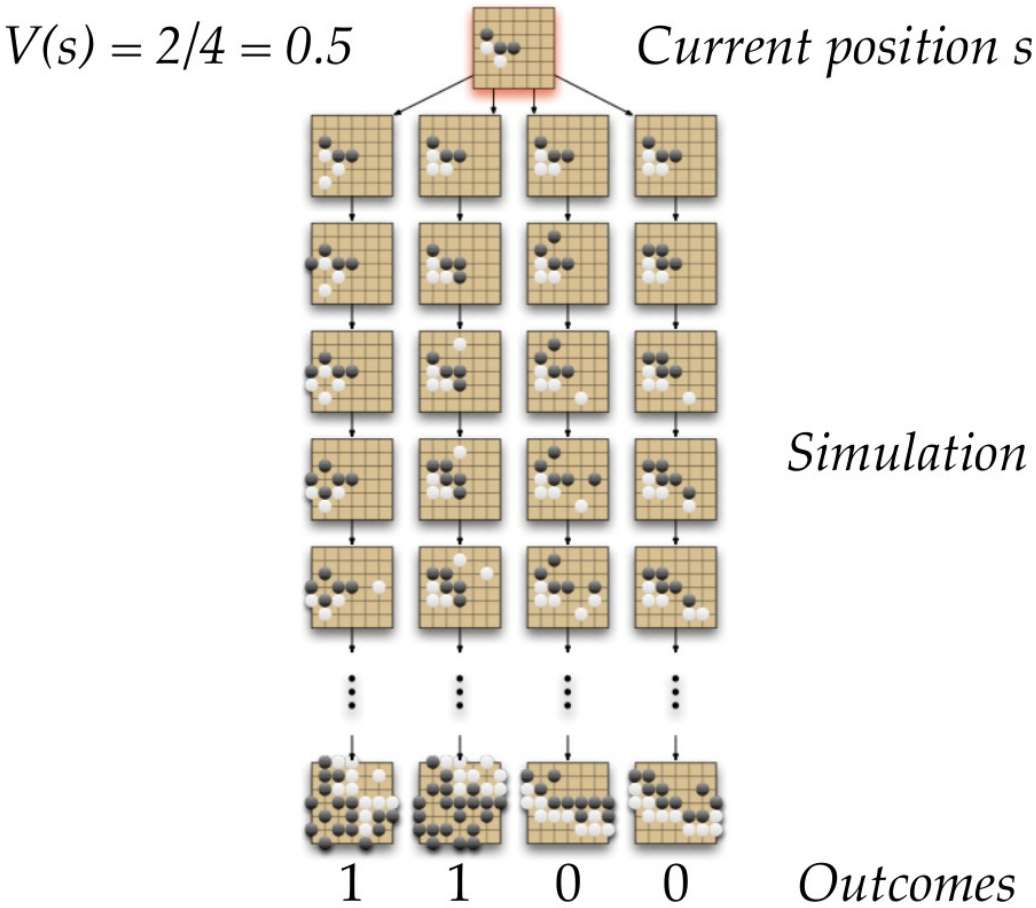 V(s) = 2/4 = 0.5
Current position s
Simulation
1 1 0 0
Outcomes